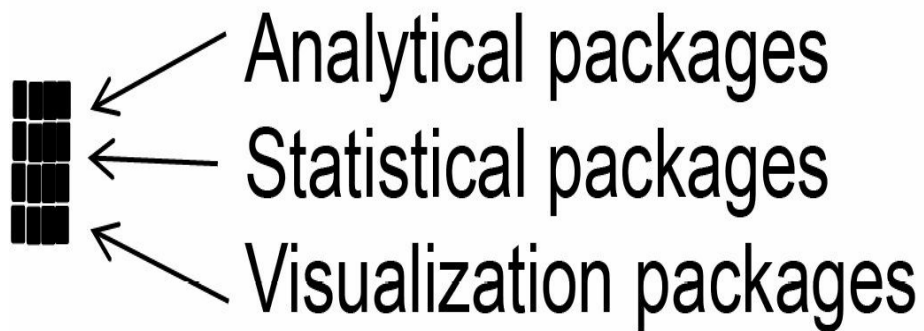 Analytical packages
Statistical packages
Visualization packages